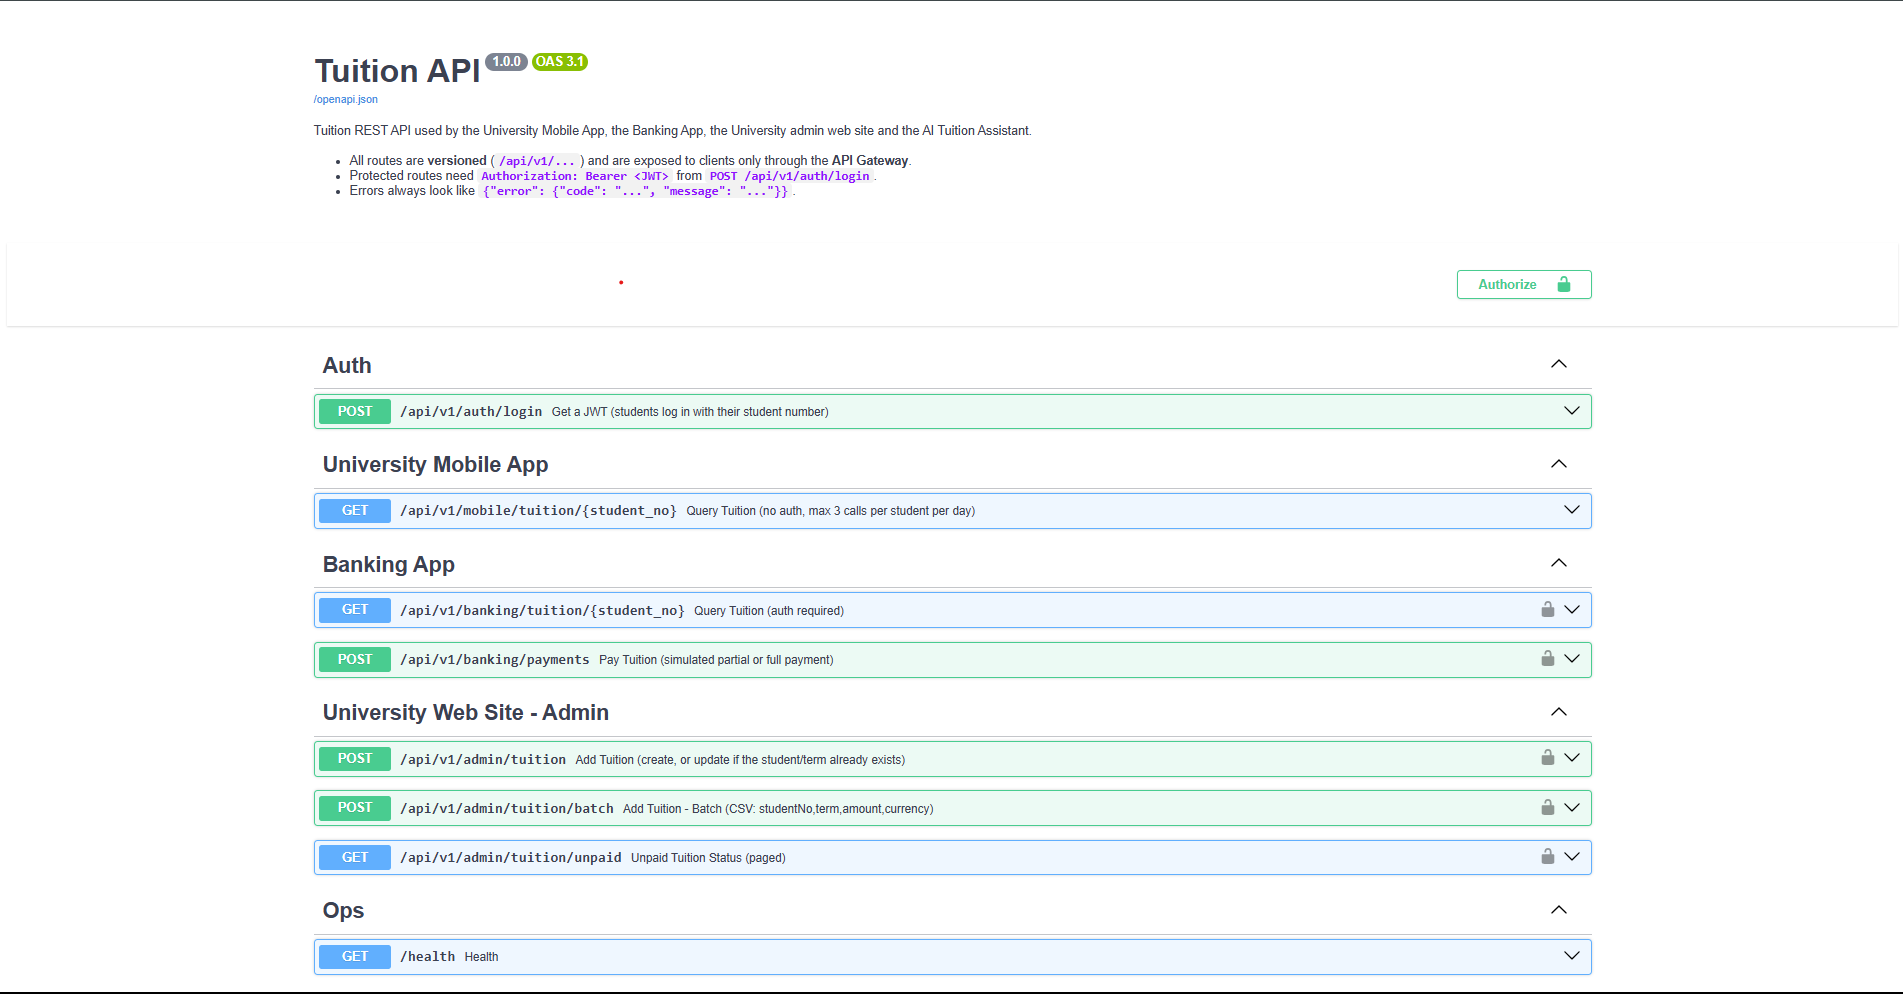 Tuition API 1.0.0 OAS 3.1
/openapi.json
Tuition REST API used by the University Mobile App, the Banking App, the University admin web site and the AI Tuition Assistant.
All routes are versioned ( /api/v1/... ) and are exposed to clients only through the API Gateway.
Protected routes need Authorization: Bearer <JWT> from POST /api/v1/auth/login .
Errors always look like {"error": {"code": "...", "message": "..."}} .
Authorize
Auth
POST /api/v1/auth/login Get a JWT (students log in with their student number)
University Mobile App
GET /api/v1/mobile/tuition/{student_no} Query Tuition (no auth, max 3 calls per student per day)
Banking App
GET /api/v1/banking/tuition/{student_no} Query Tuition (auth required)
POST /api/v1/banking/payments Pay Tuition (simulated partial or full payment)
University Web Site - Admin
POST /api/v1/admin/tuition Add Tuition (create, or update if the student/term already exists)
POST /api/v1/admin/tuition/batch Add Tuition - Batch (CSV: studentNo,term,amount,currency)
GET /api/v1/admin/tuition/unpaid Unpaid Tuition Status (paged)
Ops
GET /health Health